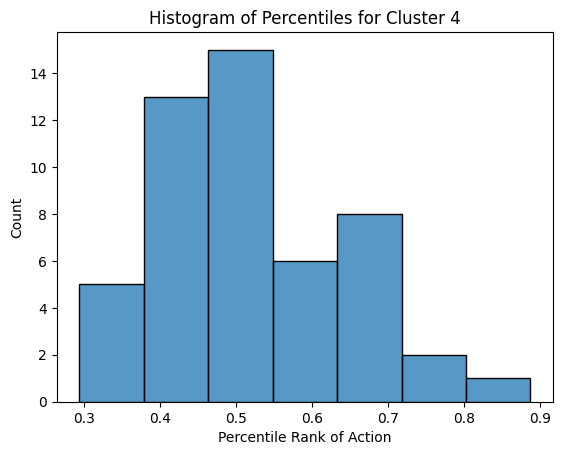 Histogram of Percentiles for Cluster 4
14
12
10
8
6
4
2
0
Count
0.3 0.4 0.5 0.6 0.7 0.8 0.9
Percentile Rank of Action